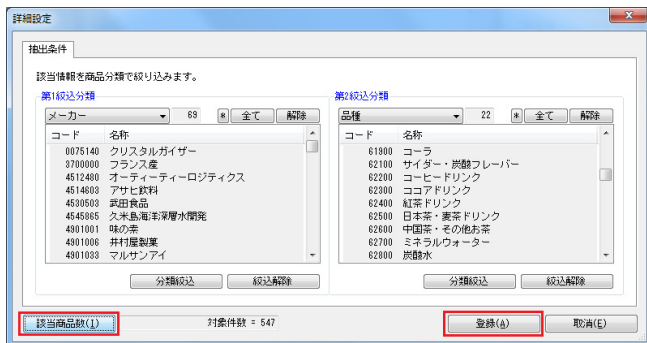 詳細設定
抽出条件
該当情報を商品分類で絞り込みます。
第1絞込分類
メーカー 69 * 全て 解除
コード 名称
0075140 クリスタルガイザー
3700000 フランス産
4512480 オーティーティーロジティクス
4514603 アサヒ飲料
4530503 武田食品
4545865 久米島海洋深層水開発
4901001 味の素
4901006 井村屋製菓
4901033 マルサンアイ
分類絞込 絞込解除
第2絞込分類
品種 22 * 全て 解除
コード 名称
61900 コーラ
62100 サイダー・炭酸フレーバー
62200 コーヒードリンク
62300 ココアドリンク
62400 紅茶ドリンク
62500 日本茶・麦茶ドリンク
62600 中国茶・その他お茶
62700 ミネラルウォーター
62800 炭酸水
分類絞込 絞込解除
該当商品数(I) 対象件数 = 547 登録(A) 取消(E)